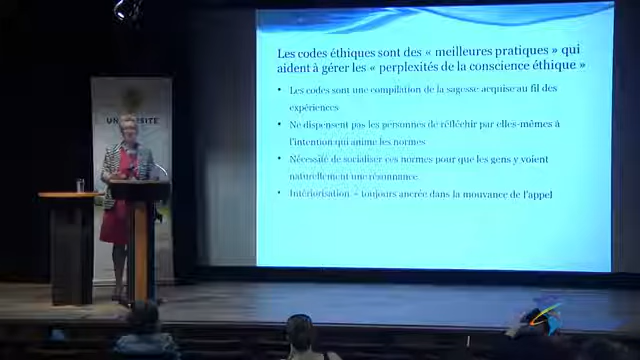 Les codes éthiques sont des « meilleures pratiques » qui
aident à gérer les « perplexités de la conscience éthique »
• Les codes sont une compilation de la sagesse acquise au fil des
expériences
• Ne dispensent pas les personnes de réfléchir par elles-mêmes à
l'intention qui anime les normes
• Nécessité de socialiser ces normes pour que les gens y voient
naturellement une résonnance
• Intériorisation – toujours ancrée dans la mouvance de l'appel